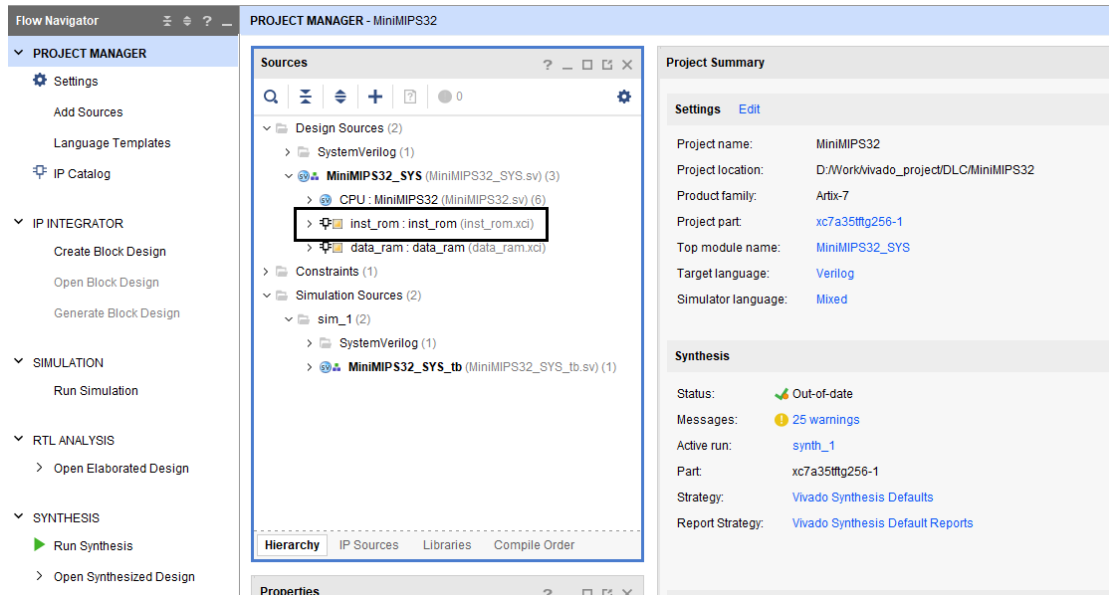 Flow Navigator ? _
PROJECT MANAGER - MiniMIPS32
PROJECT MANAGER
Settings
Add Sources
Language Templates
IP Catalog
IP INTEGRATOR
Create Block Design
Open Block Design
Generate Block Design
SIMULATION
Run Simulation
RTL ANALYSIS
Open Elaborated Design
SYNTHESIS
Run Synthesis
Open Synthesized Design
Sources ? _
0
Design Sources (2)
SystemVerilog (1)
MiniMIPS32_SYS (MiniMIPS32_SYS.sv) (3)
CPU : MiniMIPS32 (MiniMIPS32.sv) (6)
inst_rom : inst_rom (inst_rom.xci)
data_ram : data_ram (data_ram.xci)
Constraints (1)
Simulation Sources (2)
sim_1 (2)
SystemVerilog (1)
MiniMIPS32_SYS_tb (MiniMIPS32_SYS_tb.sv) (1)
Hierarchy IP Sources Libraries Compile Order
Properties ? _
Project Summary
Settings Edit
Project name: MiniMIPS32
Project location: D:/Work/vivado_project/DLC/MiniMIPS32
Product family: Artix-7
Project part: xc7a35tftg256-1
Top module name: MiniMIPS32_SYS
Target language: Verilog
Simulator language: Mixed
Synthesis
Status: Out-of-date
Messages: 25 warnings
Active run: synth_1
Part: xc7a35tftg256-1
Strategy: Vivado Synthesis Defaults
Report Strategy: Vivado Synthesis Default Reports